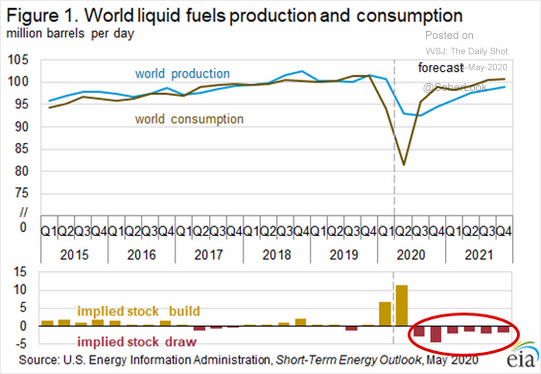 Figure 1. World liquid fuels production and consumption
million barrels per day
Posted on
WSJ: The Daily Shot
-May-2020
@SoberLook
forecast
world production
world consumption
105
100
95
90
85
80
75
//
0
Q1Q2Q3Q4Q1Q2Q3Q4Q1Q2Q3Q4Q1Q2Q3Q4Q1Q2Q3Q4Q1Q2Q3Q4Q1Q2Q3Q4
2015 2016 2017 2018 2019 2020 2021
15
10
5
0
-5
implied stock build
implied stock draw
Source: U.S. Energy Information Administration, Short-Term Energy Outlook, May 2020
eia